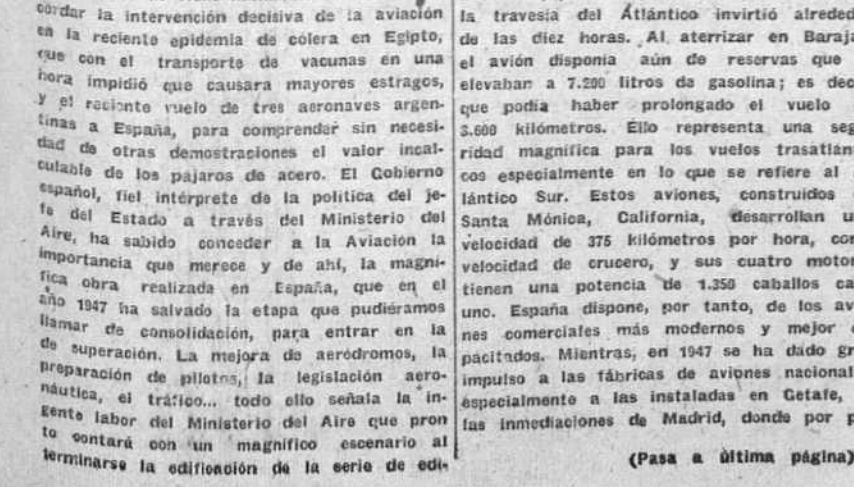 cordar la intervención decisiva de la aviación
en la reciente epidemia de cólera en Egipto,
que con el transporte de vacunas en una
hora impidió que causara mayores estragos,
y el reciente vuelo de tres aeronaves argen-
tinas a España, para comprender sin necesi-
dad de otras demostraciones el valor incal-
culable de los pájaros de acero. El Gobierno
español, fiel intérprete de la política del je-
fe del Estado a través del Ministerio del
Aire, ha sabido conceder a la Aviación la
importancia que merece y de ahí, la magní-
fica obra realizada en España, que en el
año 1947 ha salvado la etapa que pudiéramos
llamar de consolidación, para entrar en la
de superación. La mejora de aeródromos, la
preparación de pilotos, la legislación aero-
náutica, el tráfico... todo ello señala la in-
gente labor del Ministerio del Aire que pron
to contará con un magnífico escenario al
terminarse la edificación de la serie de edi-
la travesía del Átlántico invirtió alreded
de las diez horas. Al aterrizar en Baraja
el avión disponía aún de reservas que
elevaban a 7.200 litros de gasolina; es dec
que podía haber prolongado el vuelo
3.600 kilómetros. Ello representa una seg
ridad magnífica para los vuelos trasatlán
cos especialmente en lo que se refiere al
lántico Sur. Estos aviones, construídos
Santa Mónica, California, desarrollan u
velocidad de 375 kilómetros por hora, co
velocidad de crucero, y sus cuatro motor
tienen una potencia de 1.350 caballos ca
uno. España dispone, por tanto, de los av
nes comerciales más modernos y mejor
pacitados. Mientras, en 1947 se ha dado gr
impulso a las fábricas de aviones nacional
especialmente a las instaladas en Getafe,
las inmediaciones de Madrid, donde por p
(Pasa a última página)